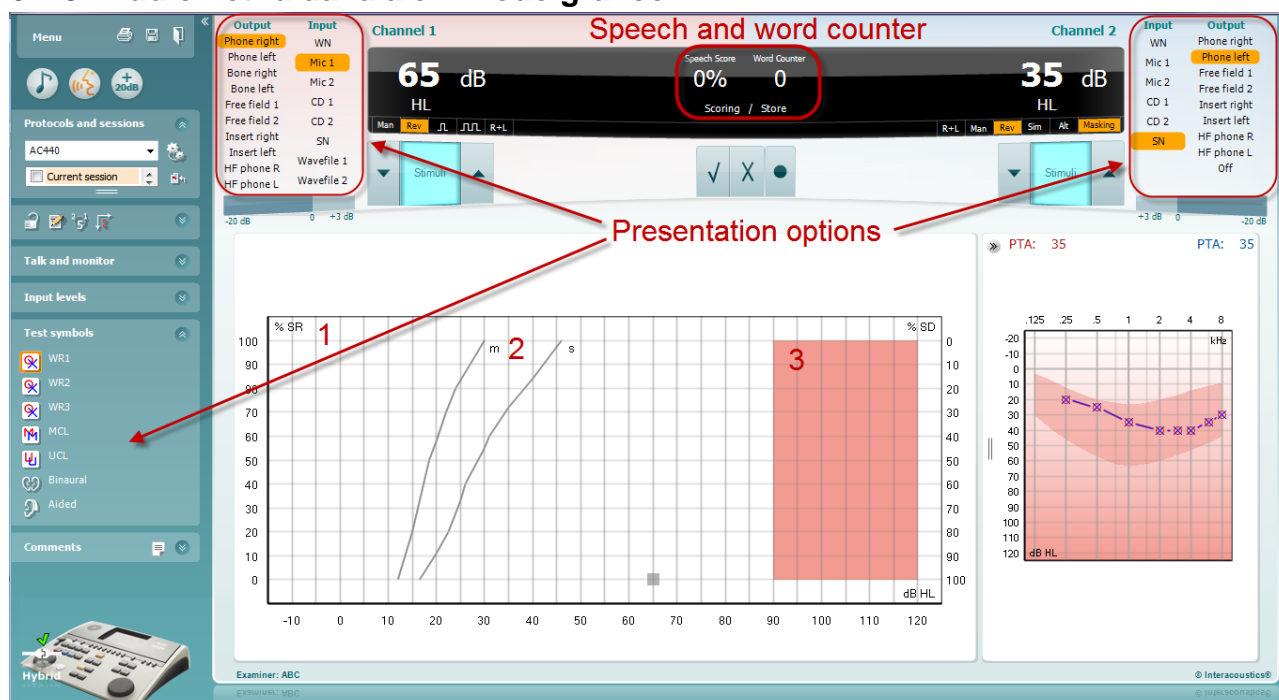 Menu
+
20dB
Protocols and sessions
AC440
Current session
Talk and monitor
Input levels
Test symbols
WR1
WR2
WR3
MCL
UCL
Binaural
Aided
Comments
Hybrid
Output Input
Phone right WN
Phone left Mic 1
Bone right Mic 2
Bone left
Free field 1 CD 1
Free field 2 CD 2
Insert right SN
Insert left
HF phone R Wavefile 1
HF phone L Wavefile 2
Channel 1
Speech and word counter
Channel 2
65 dB
HL
Speech Score Word Counter
0% 0
Scoring / Store
35 dB
HL
Man Rev R+L
R+L Man Rev Sim Alt Masking
Input Output
WN Phone right
Mic 1 Phone left
Mic 2 Free field 1
CD 1 Free field 2
CD 2 Insert right
SN Insert left
HF phone R
HF phone L
Off
Stimuli
√ X ●
Stimuli
-20 dB 0 +3 dB
+3 dB 0 -20 dB
Presentation options
% SR 1 m 2 s 3 % SD
100 0
90 10
80 20
70 30
60 40
50 50
40 60
30 70
20 80
10 90
0 100
dB HL
-10 0 10 20 30 40 50 60 70 80 90 100 110 120
PTA: 35 PTA: 35
.125 .25 .5 1 2 4 8
kHz
-20
-10
0
10
20
30
40
50
60
70
80
90
100
110
120 dB HL
Examiner: ABC
© Interacoustics®